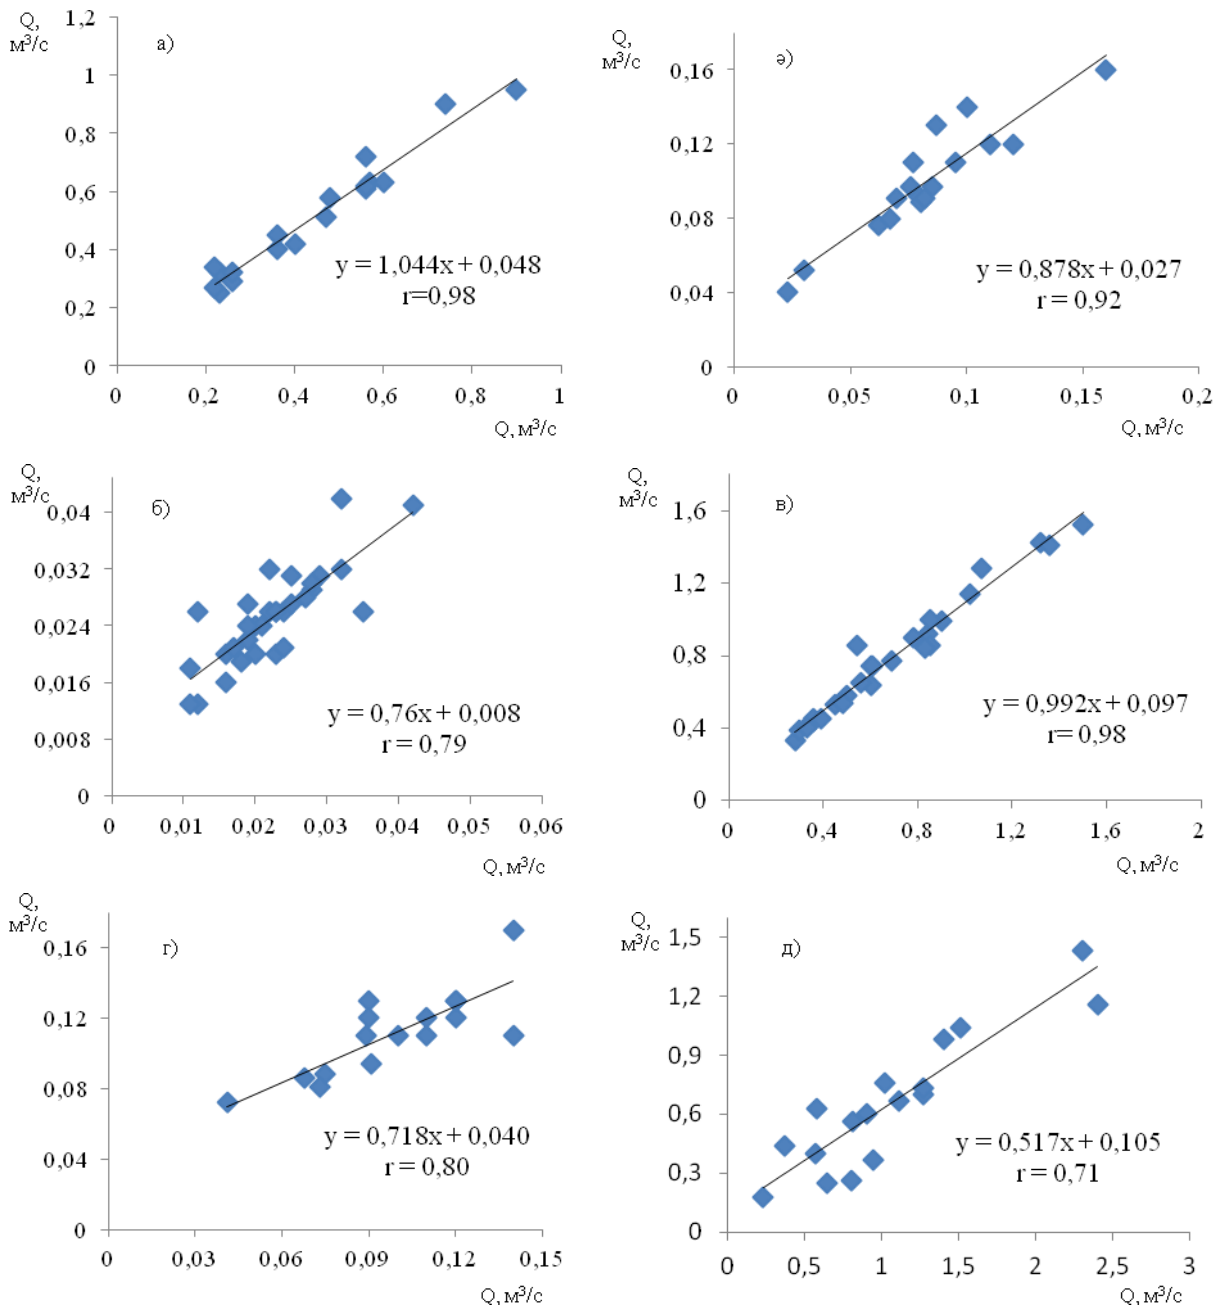 Q,
м³/с
а)
1,2
1
0,8
0,6
0,4
0,2
0
y = 1,044x + 0,048
r=0,98
0 0,2 0,4 0,6 0,8 1
Q, м³/с
Q,
м³/с
ә)
0,16
0,12
0,08
0,04
0
y = 0,878x + 0,027
r = 0,92
0 0,05 0,1 0,15 0,2
Q, м³/с
Q,
м³/с
б)
0,04
0,032
0,024
0,016
0,008
0
y = 0,76x + 0,008
r = 0,79
0 0,01 0,02 0,03 0,04 0,05 0,06
Q, м³/с
Q,
м³/с
в)
1,6
1,2
0,8
0,4
0
y = 0,992x + 0,097
r= 0,98
0 0,4 0,8 1,2 1,6 2
Q, м³/с
Q,
м³/с
г)
0,16
0,12
0,08
0,04
0
y = 0,718x + 0,040
r = 0,80
0 0,03 0,06 0,09 0,12 0,15
Q, м³/с
Q,
м³/с
д)
1,5
1,2
0,9
0,6
0,3
0
y = 0,517x + 0,105
r = 0,71
0 0,5 1 1,5 2 2,5 3
Q, м³/с